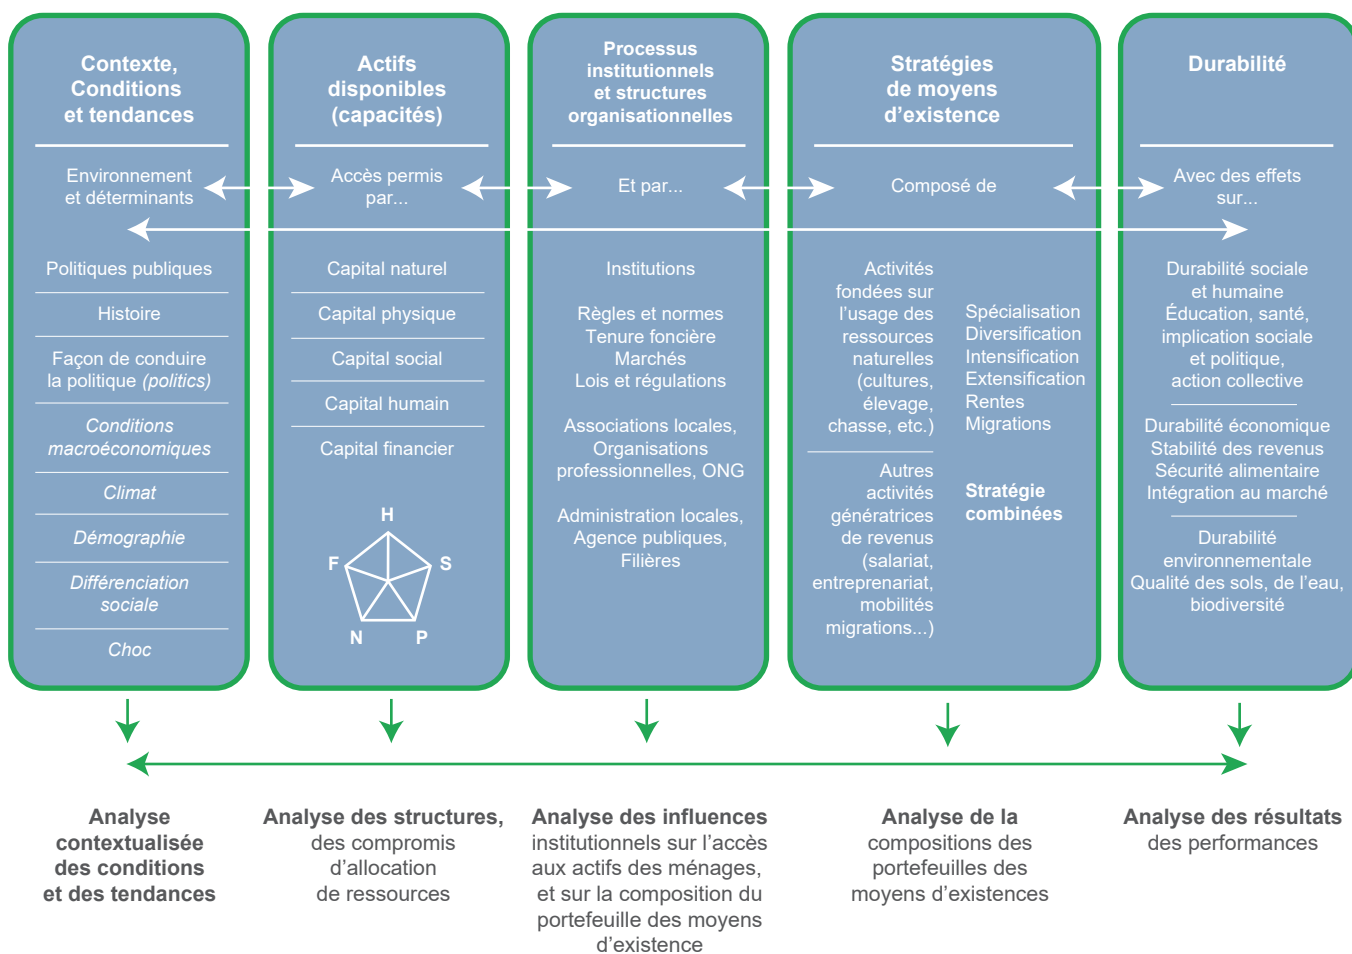 Contexte,
Conditions
et tendances
Environnement
et déterminants
Politiques publiques
Histoire
Façon de conduire
la politique (politics)
Conditions
macroéconomiques
Climat
Démographie
Différenciation
sociale
Choc
Actifs
disponibles
(capacités)
Accès permis
par...
Capital naturel
Capital physique
Capital social
Capital humain
Capital financier
H
F
S
N
P
Processus
institutionnels
et structures
organisationnelles
Et par...
Institutions
Règles et normes
Tenure foncière
Marchés
Lois et régulations
Associations locales,
Organisations
professionnelles, ONG
Administration locales,
Agence publiques,
Filières
Stratégies
de moyens
d'existence
Composé de
Activités
fondées sur
l'usage des
ressources
naturelles
(cultures,
élevage,
chasse, etc.)
Autres
activités
génératrices
de revenus
(salariat,
entreprenariat,
mobilités
migrations...)
Spécialisation
Diversification
Intensification
Extensification
Rentes
Migrations
Stratégie
combinées
Durabilité
Avec des effets
sur...
Durabilité sociale
et humaine
Éducation, santé,
implication sociale
et politique,
action collective
Durabilité économique
Stabilité des revenus
Sécurité alimentaire
Intégration au marché
Durabilité
environnementale
Qualité des sols, de l'eau,
biodiversité
Analyse
contextualisée
des conditions
et des tendances
Analyse des structures,
des compromis
d'allocation
de ressources
Analyse des influences
institutionnels sur l'accès
aux actifs des ménages,
et sur la composition du
portefeuille des moyens
d'existence
Analyse de la
compositions des
portefeuilles des
moyens d'existences
Analyse des résultats
des performances